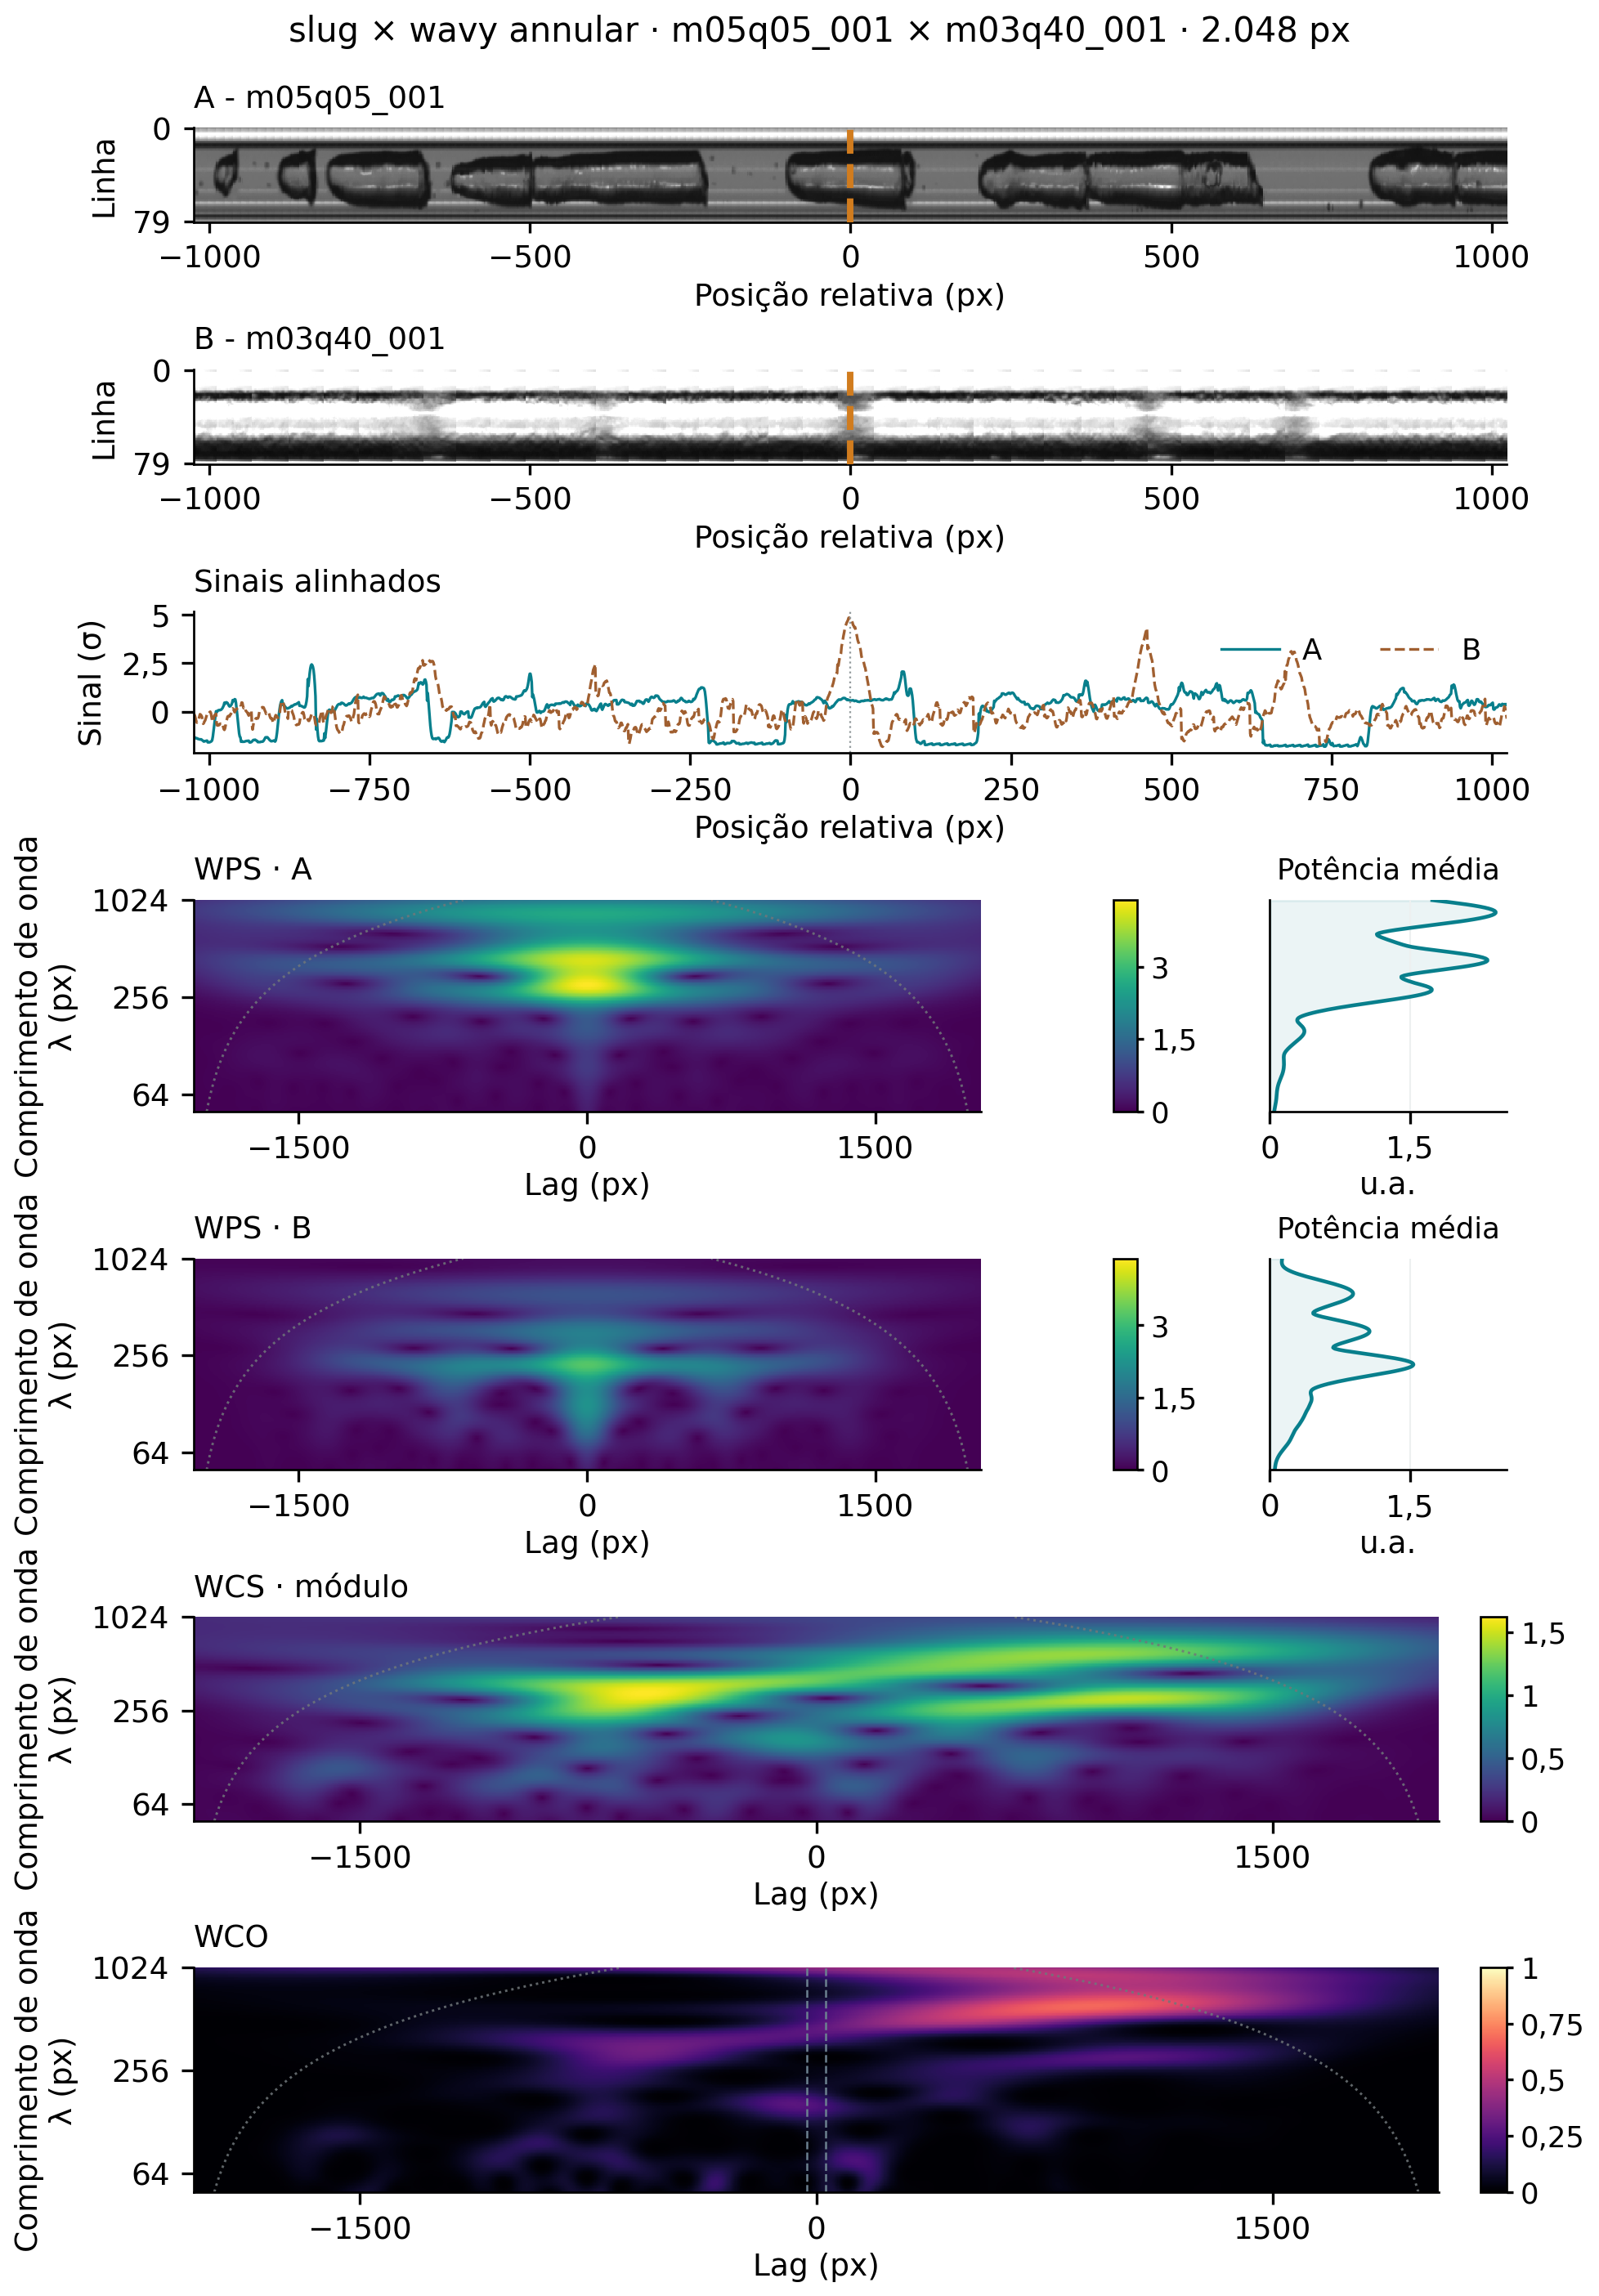 slug × wavy annular · m05q05_001 × m03q40_001 · 2.048 px
A - m05q05_001
Linha
0
79
−1000 −500 0 500 1000
Posição relativa (px)
B - m03q40_001
Linha
0
79
−1000 −500 0 500 1000
Posição relativa (px)
Sinais alinhados
Sinal (σ)
5
2,5
0
A B
−1000 −750 −500 −250 0 250 500 750 1000
Posição relativa (px)
WPS · A
Comprimento de onda
λ (px)
1024
256
64
−1500 0 1500
Lag (px)
3
1,5
0
Potência média
0 1,5
u.a.
WPS · B
Comprimento de onda
λ (px)
1024
256
64
−1500 0 1500
Lag (px)
3
1,5
0
Potência média
0 1,5
u.a.
WCS · módulo
Comprimento de onda
λ (px)
1024
256
64
−1500 0 1500
Lag (px)
1,5
1
0,5
0
WCO
Comprimento de onda
λ (px)
1024
256
64
−1500 0 1500
Lag (px)
1
0,75
0,5
0,25
0